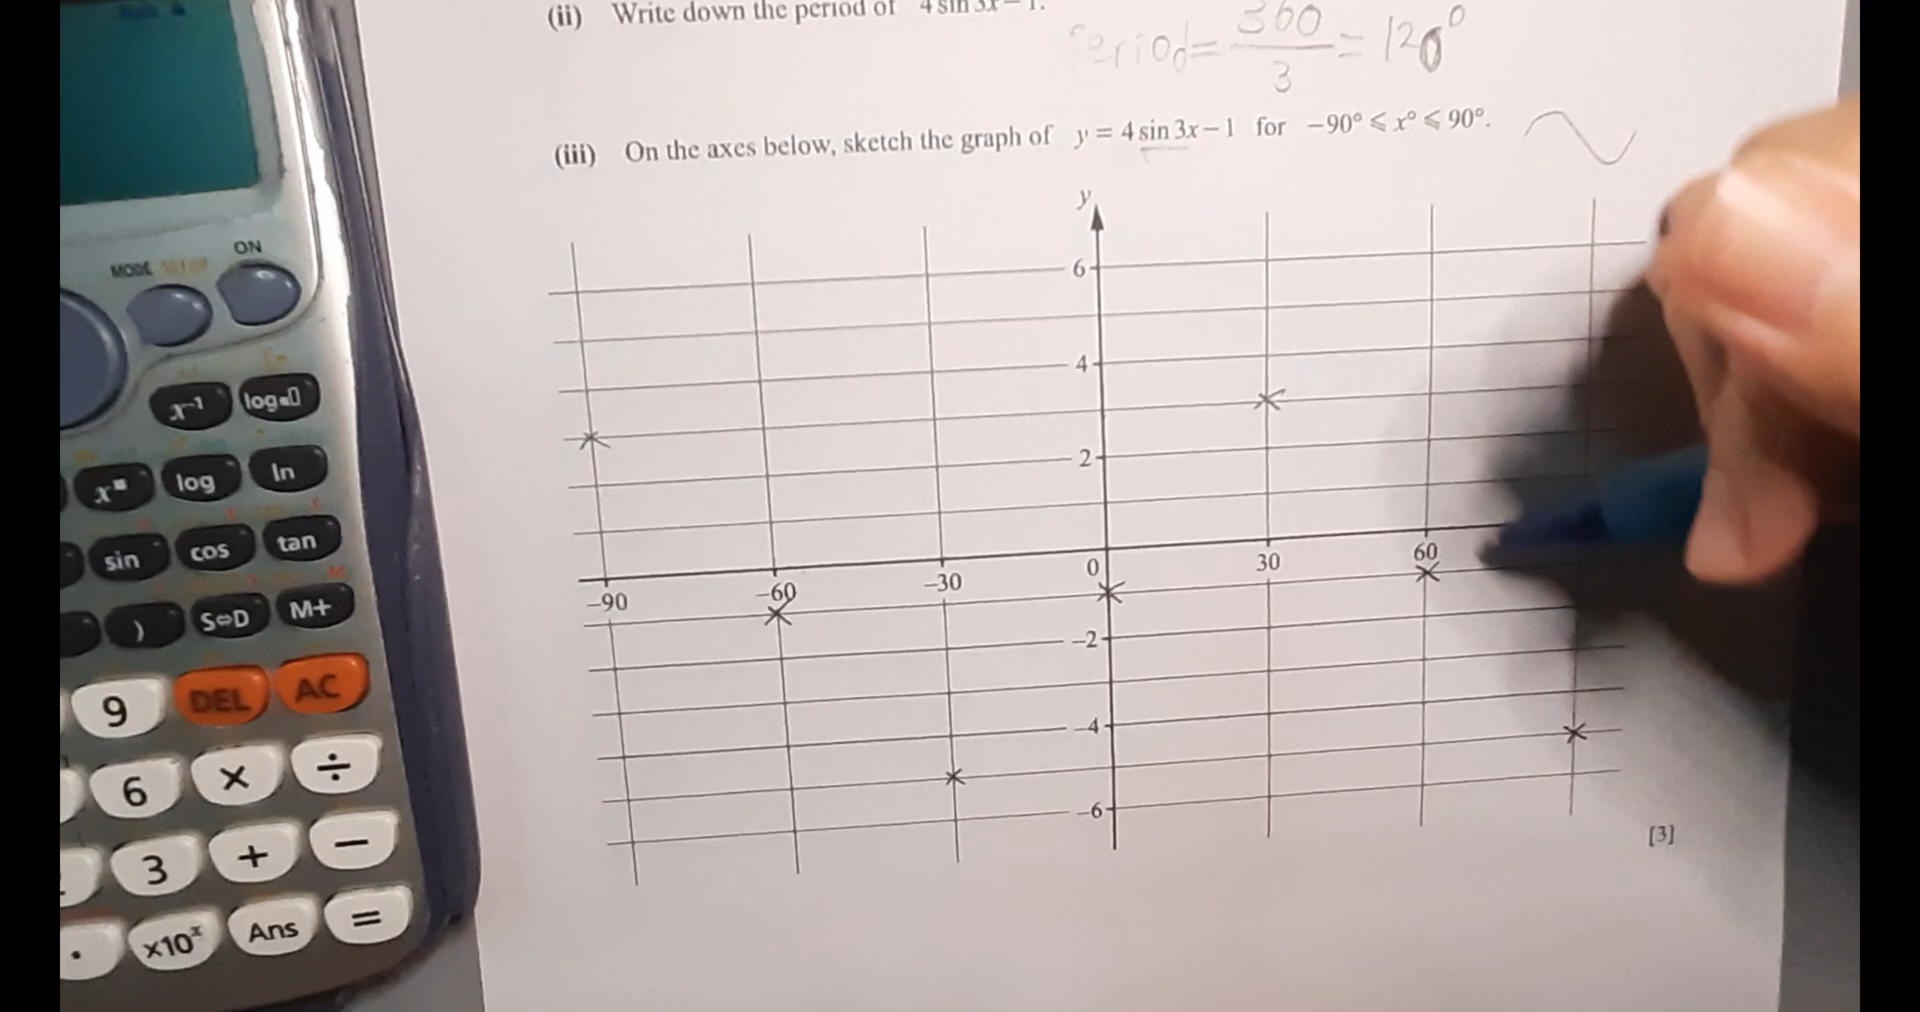 (ii) Write down the period of 4 sin 3x − 1.
Period = 360/3 = 120°
(iii) On the axes below, sketch the graph of y = 4 sin 3x − 1 for −90° ⩽ x° ⩽ 90°.
y
6
4
2
−90 −60 −30 0 30 60
−2
−4
−6
[3]
ON
MODE SETUP
x⁻¹ log
x■ log ln
sin cos tan
) S⇔D M+
9 DEL AC
6 × ÷
3 + −
. ×10ˣ Ans =